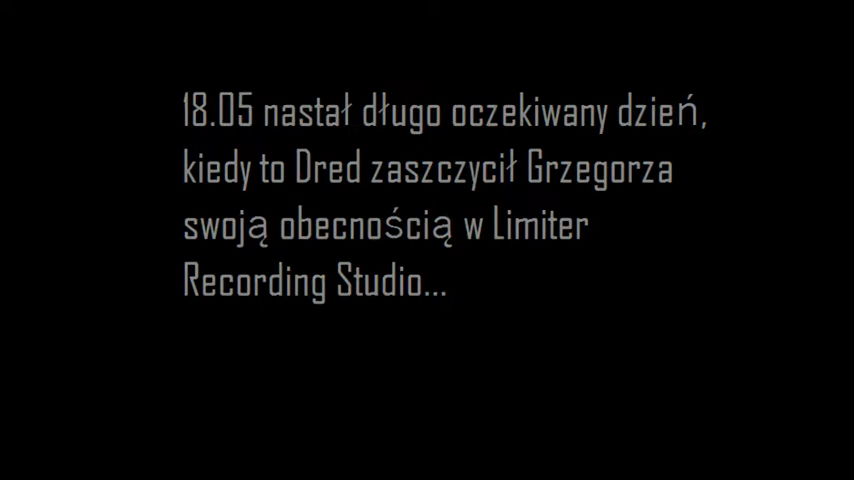 18.05 nastał długo oczekiwany dzień,
kiedy to Dred zaszczycił Grzegorza
swoją obecnością w Limiter
Recording Studio...